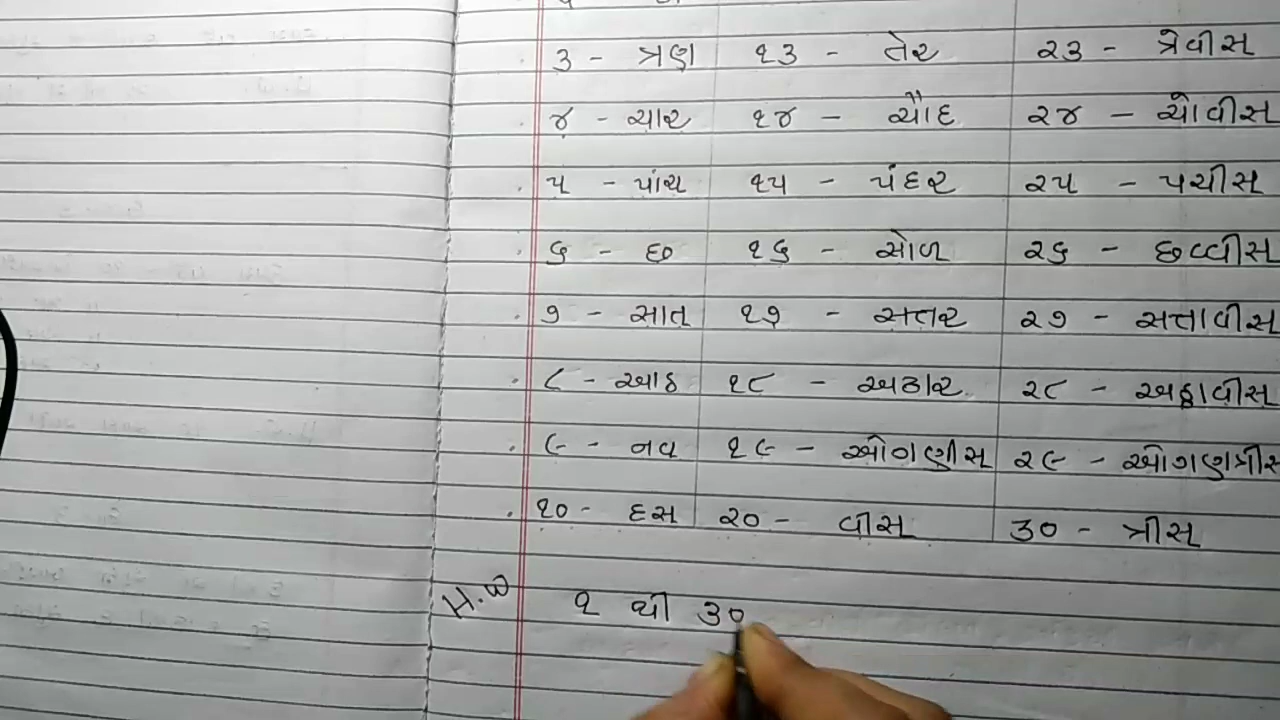 ૩ - ત્રણ ૧૩ - તેર ૨૩ - ત્રેવીસ
૪ - ચાર ૧૪ - ચૌદ ૨૪ - ચોવીસ
૫ - પાંચ ૧૫ - પંદર ૨૫ - પચીસ
૬ - છ ૧૬ - સોળ ૨૬ - છવ્વીસ
૭ - સાત ૧૭ - સત્તર ૨૭ - સત્તાવીસ
૮ - આઠ ૧૮ - અઢાર ૨૮ - અઠ્ઠાવીસ
૯ - નવ ૧૯ - ઓગણીસ ૨૯ - ઓગણત્રીસ
૧૦ - દસ ૨૦ - વીસ ૩૦ - ત્રીસ
H.W ૧ થી ૩૦